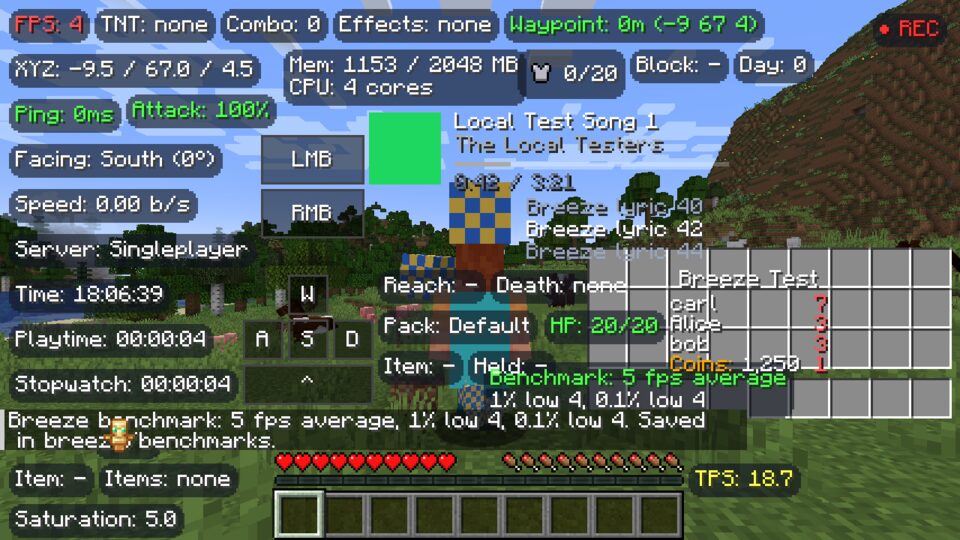 FPS: 4 TNT: none Combo: 0 Effects: none Waypoint: 0m (-9 67 4) REC
XYZ: -9.5 / 67.0 / 4.5 Mem: 1153 / 2048 MB 0/20 Block: - Day: 0
CPU: 4 cores
Ping: 0ms Attack: 100%
Local Test Song 1
The Local Testers
0:42 / 3:21
Facing: South (0°) LMB
Speed: 0.00 b/s RMB
Breeze lyric 40
Breeze lyric 42
Breeze lyric 44
Server: Singleplayer
Time: 18:06:39 W
Reach: - Death: none
Breeze Test
carl 7
Alice 3
bob 3
Coins: 1,250 1
Pack: Default HP: 20/20
Playtime: 00:00:04 A S D
Item: - Held: -
Stopwatch: 00:00:04 ^
Benchmark: 5 fps average
1% low 4, 0.1% low 4
Breeze benchmark: 5 fps average, 1% low 4, 0.1% low 4. Saved
in breeze benchmarks.
Item: - Items: none TPS: 18.7
Saturation: 5.0